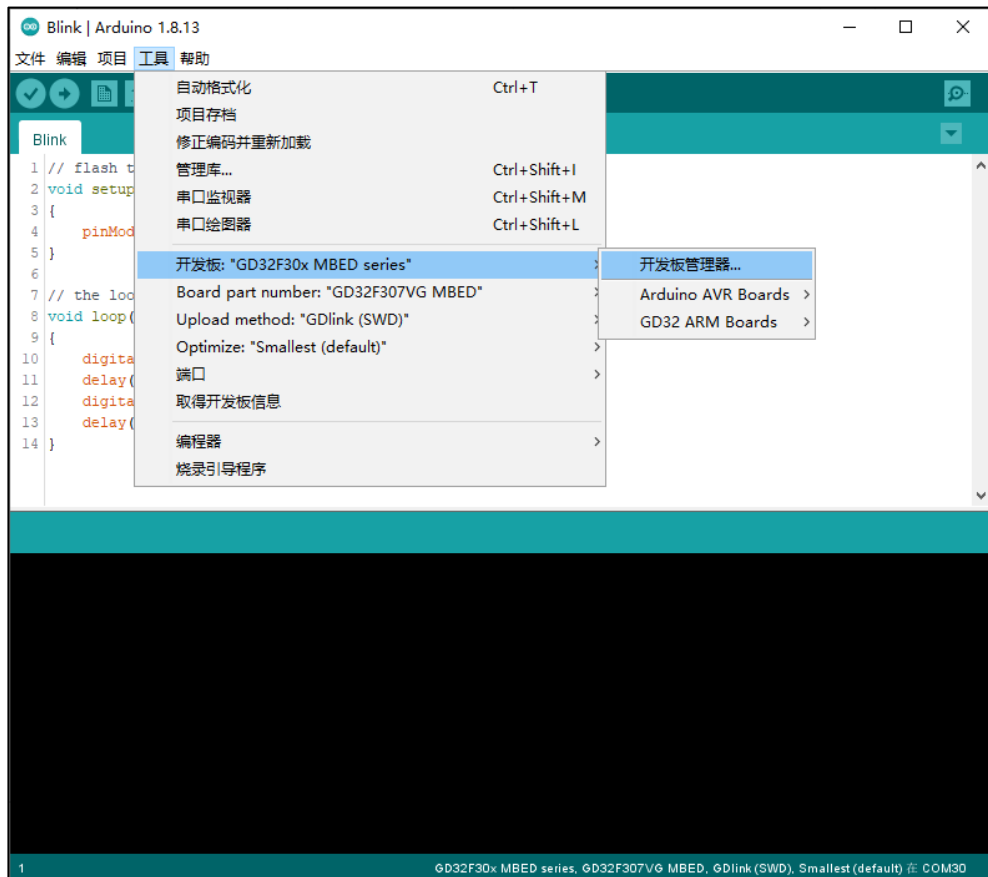 Blink | Arduino 1.8.13
文件 编辑 项目 工具 帮助
Blink
自动格式化 Ctrl+T
项目存档
修正编码并重新加载
管理库... Ctrl+Shift+I
串口监视器 Ctrl+Shift+M
串口绘图器 Ctrl+Shift+L
开发板: "GD32F30x MBED series"
Board part number: "GD32F307VG MBED"
Upload method: "GDlink (SWD)"
Optimize: "Smallest (default)"
端口
取得开发板信息
编程器
烧录引导程序
开发板管理器...
Arduino AVR Boards
GD32 ARM Boards
1 // flash t
2 void setup
3 {
4 pinMod
5 }
6
7 // the loo
8 void loop(
9 {
10 digita
11 delay(
12 digita
13 delay(
14 }
1 GD32F30x MBED series, GD32F307VG MBED, GDlink (SWD), Smallest (default) 在 COM30